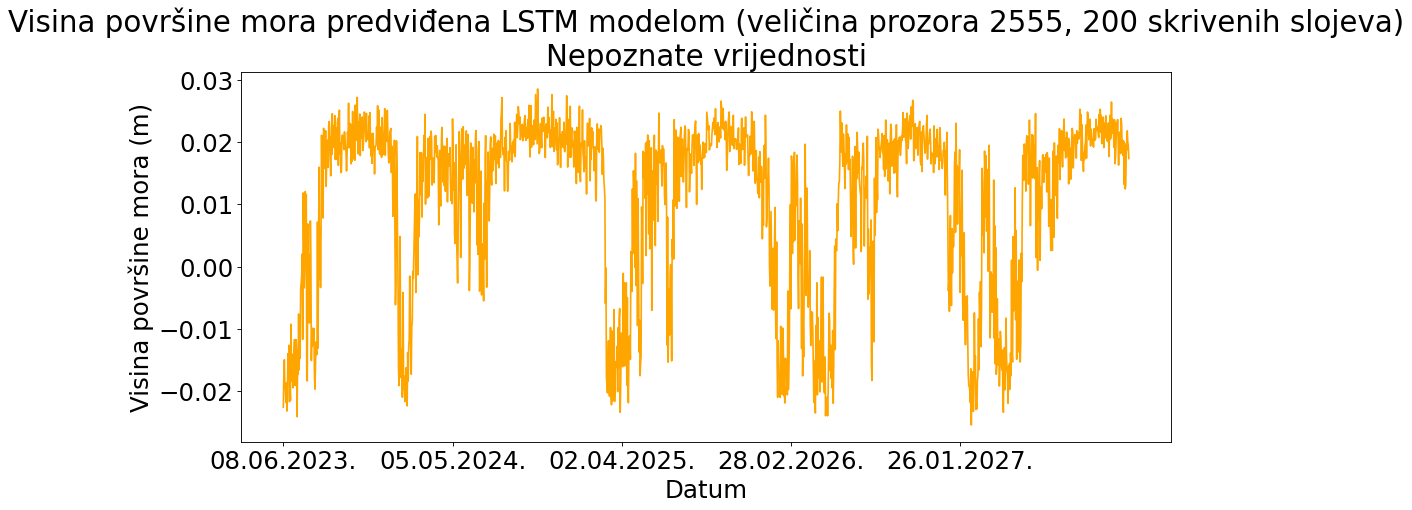 Visina površine mora predviđena LSTM modelom (veličina prozora 2555, 200 skrivenih slojeva)
Nepoznate vrijednosti
Visina površine mora (m)
0.03
0.02
0.01
0.00
−0.01
−0.02
08.06.2023. 05.05.2024. 02.04.2025. 28.02.2026. 26.01.2027.
Datum